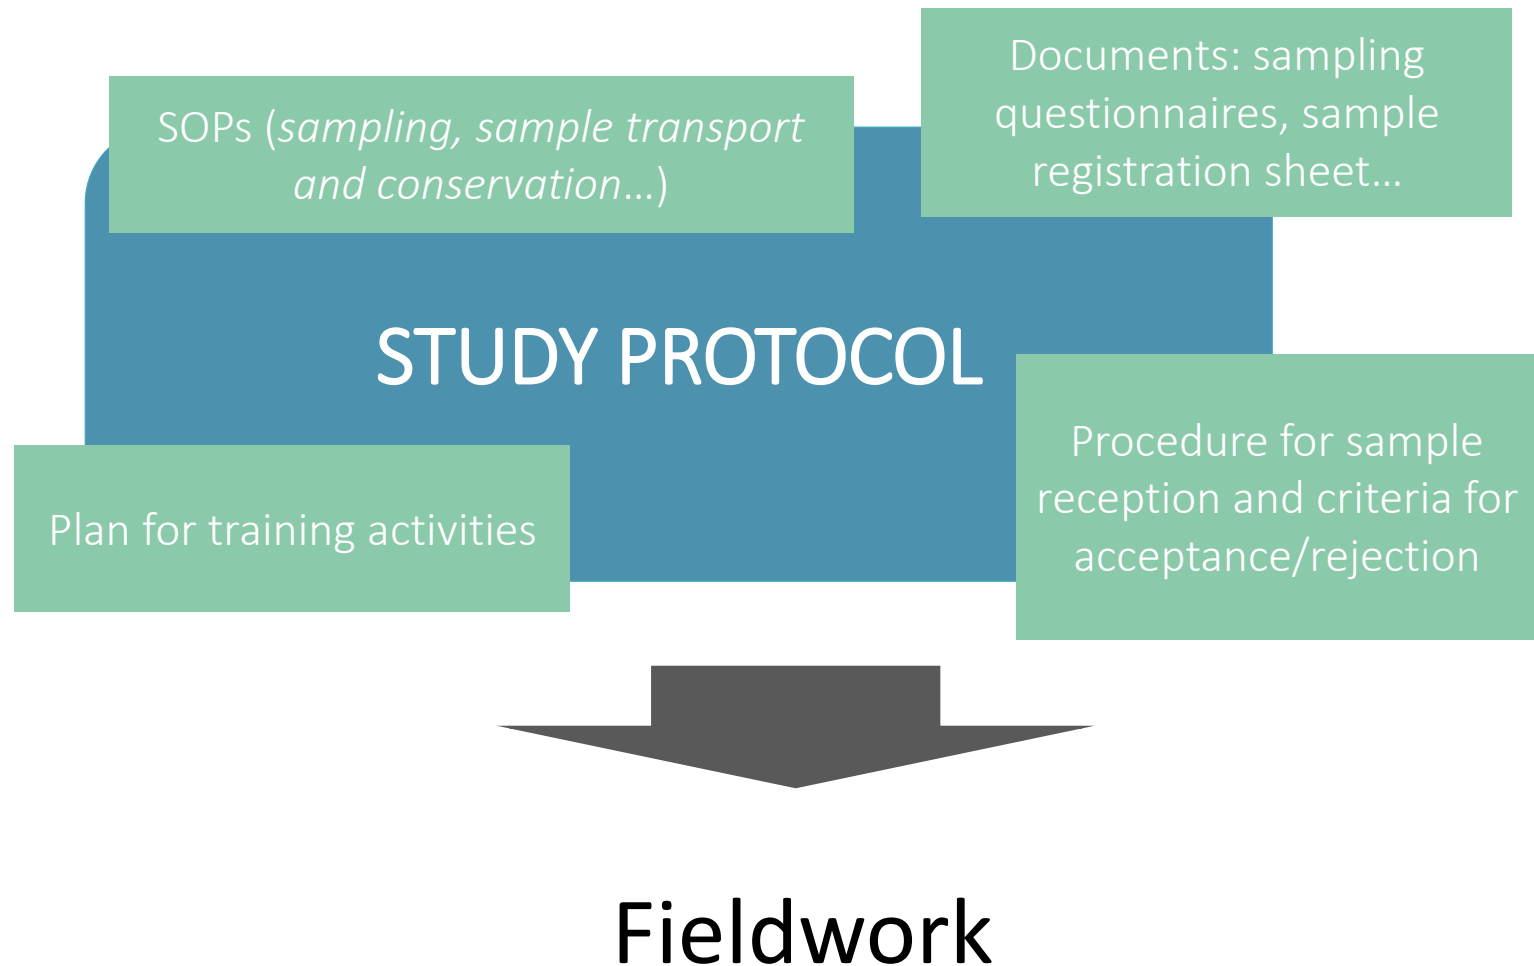 SOPs (sampling, sample transport
and conservation…)
Documents: sampling
questionnaires, sample
registration sheet…
STUDY PROTOCOL
Plan for training activities
Procedure for sample
reception and criteria for
acceptance/rejection
Fieldwork